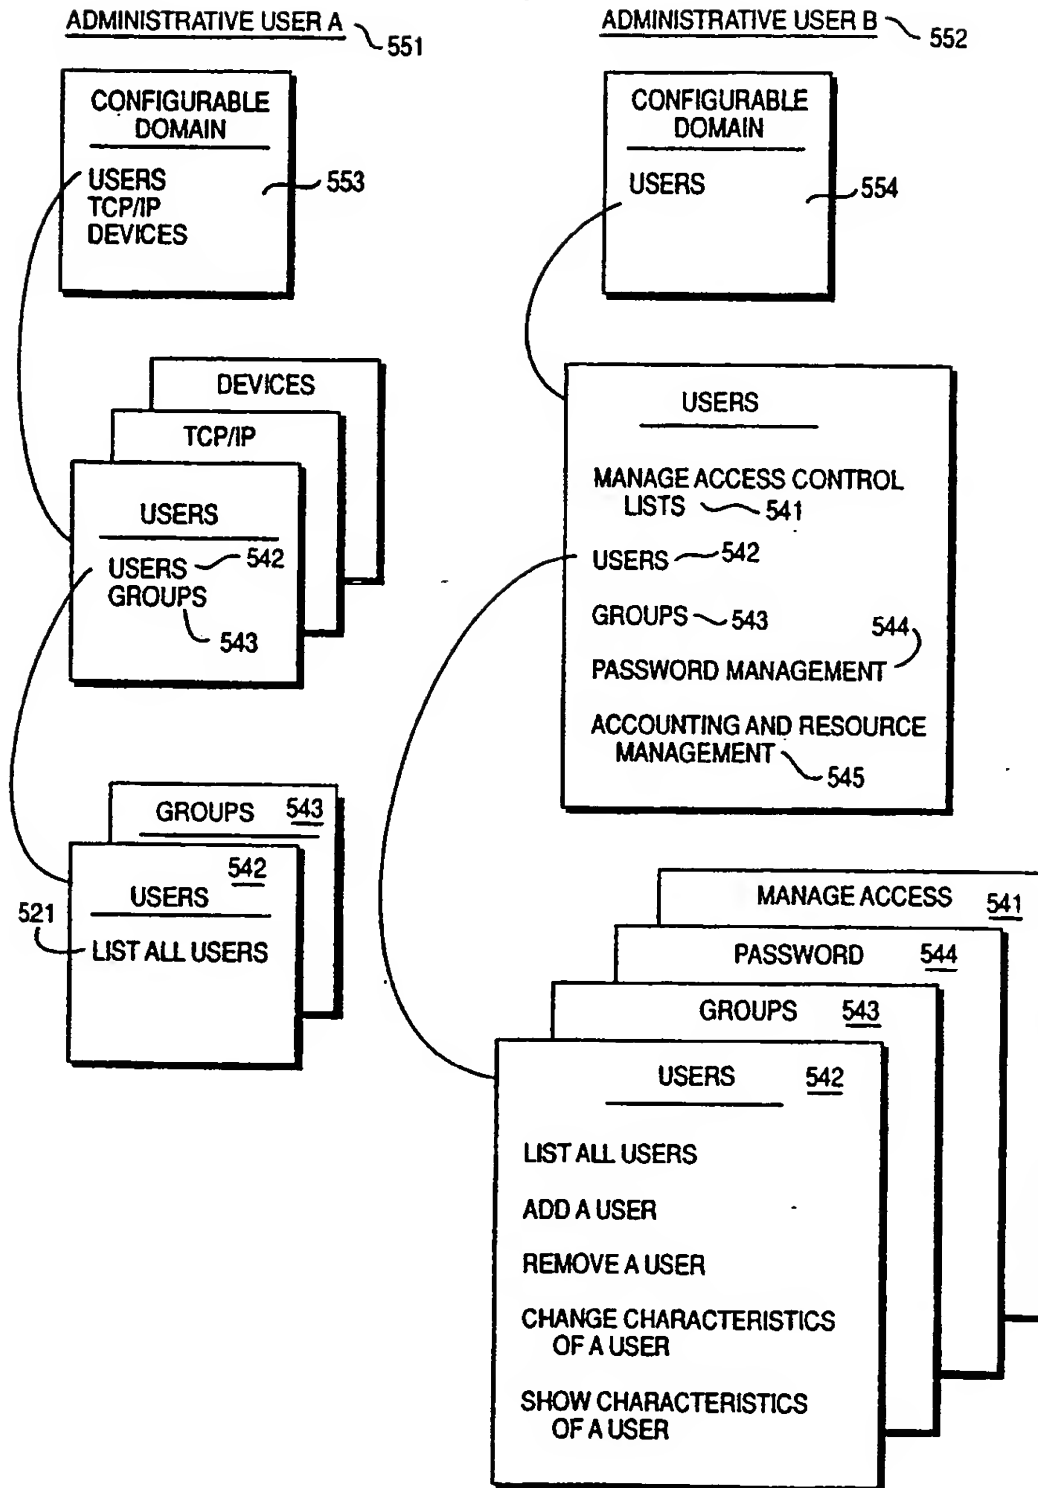 ADMINISTRATIVE USER A 551
CONFIGURABLE
DOMAIN
USERS
TCP/IP
DEVICES
553
DEVICES
TCP/IP
USERS
USERS 542
GROUPS
543
GROUPS 543
542
USERS
521
LIST ALL USERS
ADMINISTRATIVE USER B 552
CONFIGURABLE
DOMAIN
USERS
554
USERS
MANAGE ACCESS CONTROL
LISTS 541
USERS 542
GROUPS 543
544
PASSWORD MANAGEMENT
ACCOUNTING AND RESOURCE
MANAGEMENT 545
MANAGE ACCESS 541
PASSWORD 544
GROUPS 543
USERS 542
LIST ALL USERS
ADD A USER
REMOVE A USER
CHANGE CHARACTERISTICS
OF A USER
SHOW CHARACTERISTICS
OF A USER